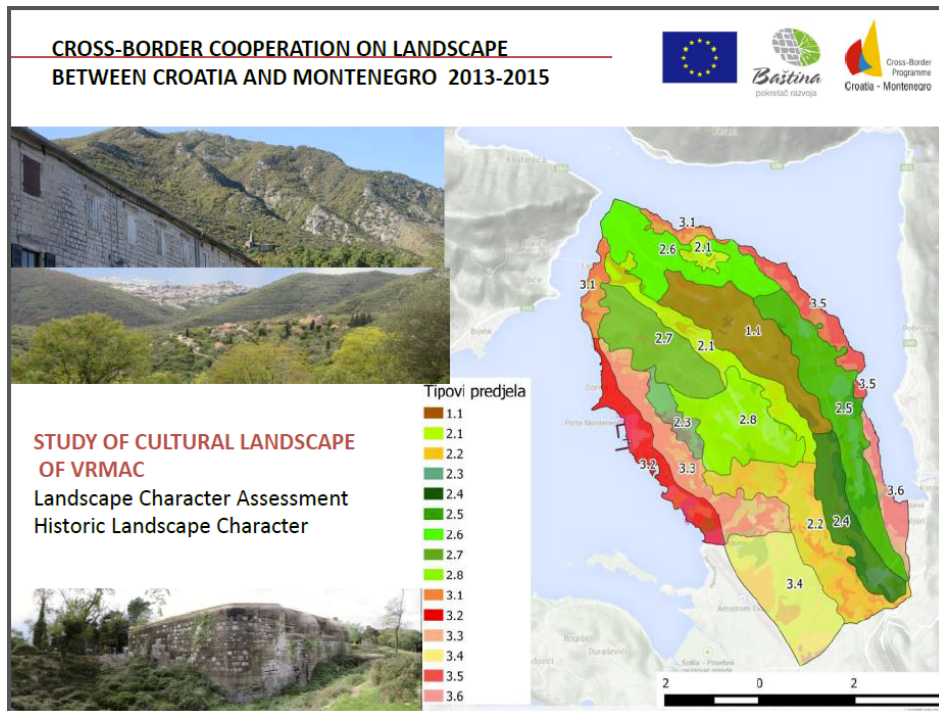 CROSS-BORDER COOPERATION ON LANDSCAPE
BETWEEN CROATIA AND MONTENEGRO 2013-2015
Baština
pokretač razvoja
Cross-Border
Programme
Croatia - Montenegro
STUDY OF CULTURAL LANDSCAPE
OF VRMAC
Landscape Character Assessment
Historic Landscape Character
Tipovi predjela
1.1
2.1
2.2
2.3
2.4
2.5
2.6
2.7
2.8
3.1
3.2
3.3
3.4
3.5
3.6
Kostanjica
3.1
2.6
2.1
3.1
3.5
1.1
2.7
2.1
3.5
2.5
2.3
2.8
Porto Montenegro
3.2
3.3
3.6
2.2
2.4
3.4
Aerodrom
Bogdići
Đuraševići
2
0
2